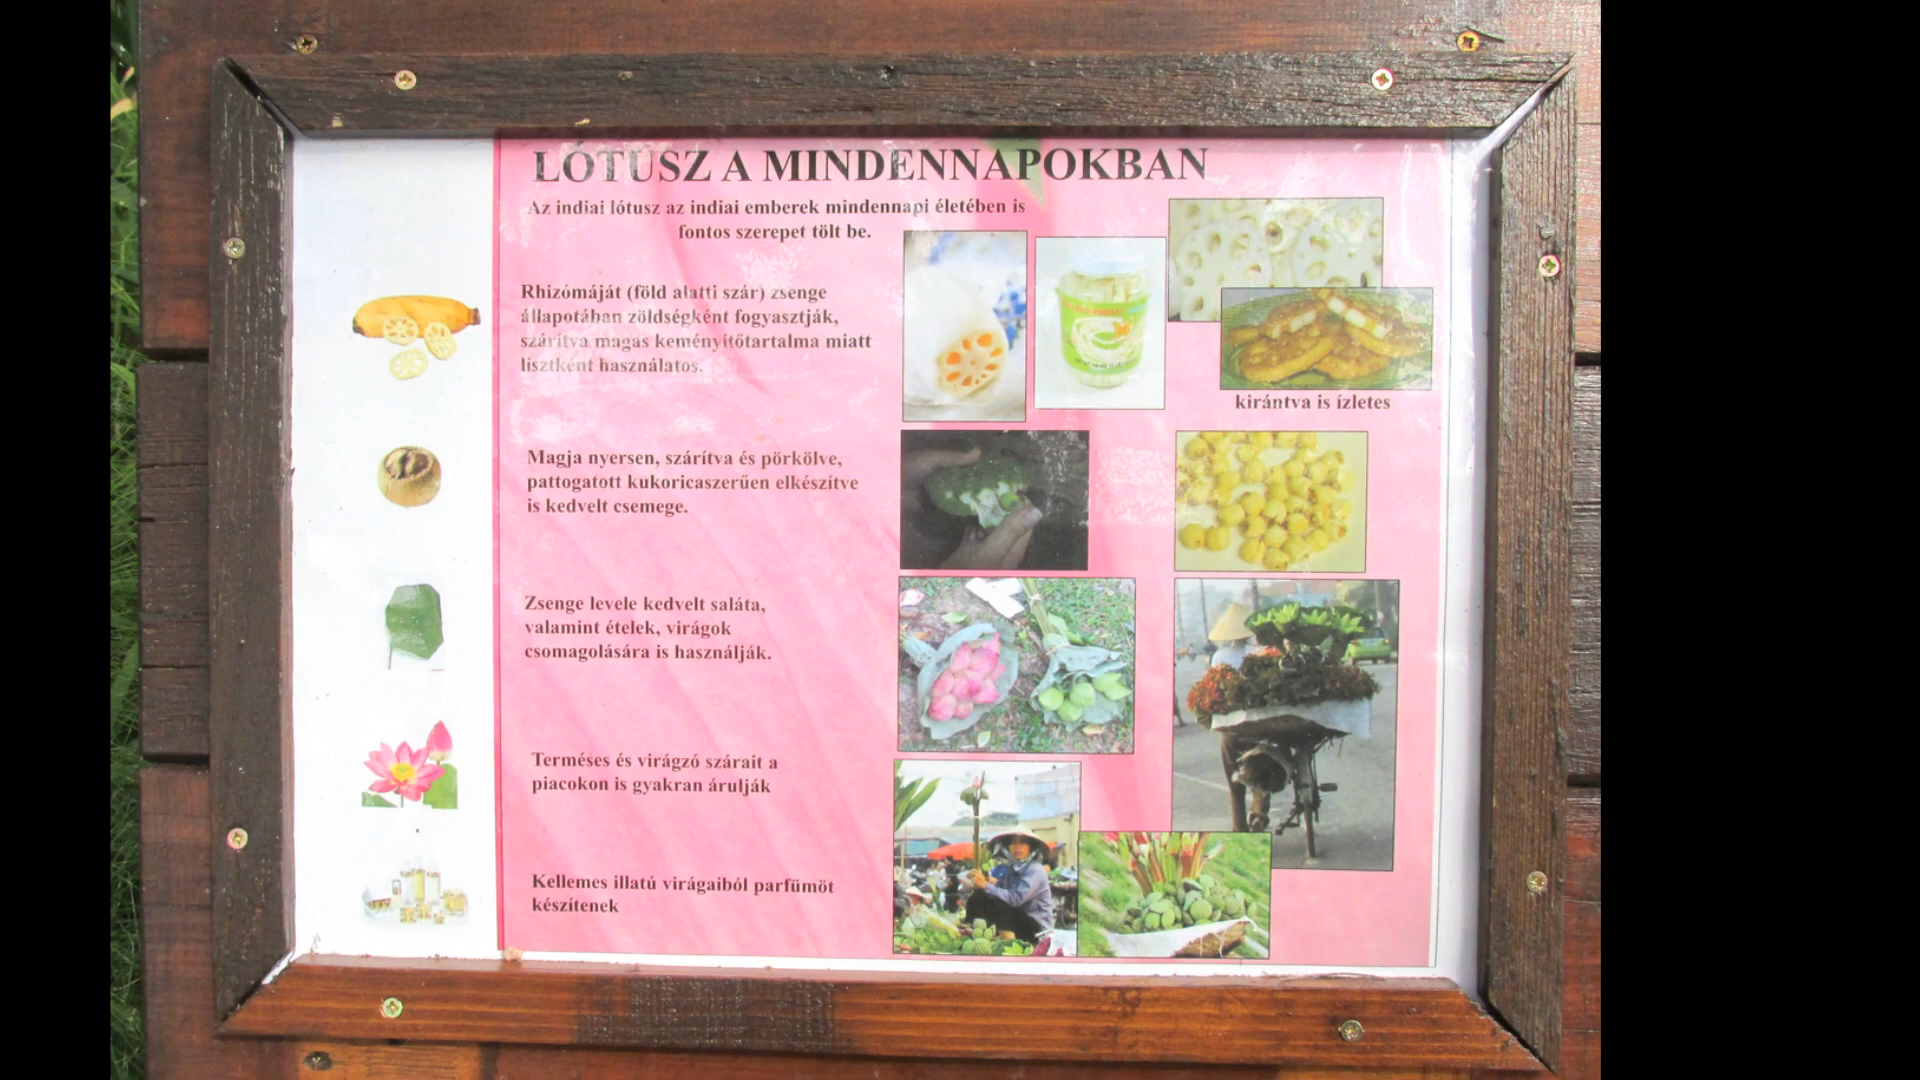 LÓTUSZ A MINDENNAPOKBAN
Az indiai lótusz az indiai emberek mindennapi életében is
fontos szerepet tölt be.
Rhizómáját (föld alatti szár) zsenge
állapotában zöldségként fogyasztják,
szárítva magas keményítőtartalma miatt
lisztként használatos.
kirántva is ízletes
Magja nyersen, szárítva és pörkölve,
pattogatott kukoricaszerűen elkészítve
is kedvelt csemege.
Zsenge levele kedvelt saláta,
valamint ételek, virágok
csomagolására is használják.
Terméses és virágzó szárait a
piacokon is gyakran árulják
Kellemes illatú virágaiból parfümöt
készítenek